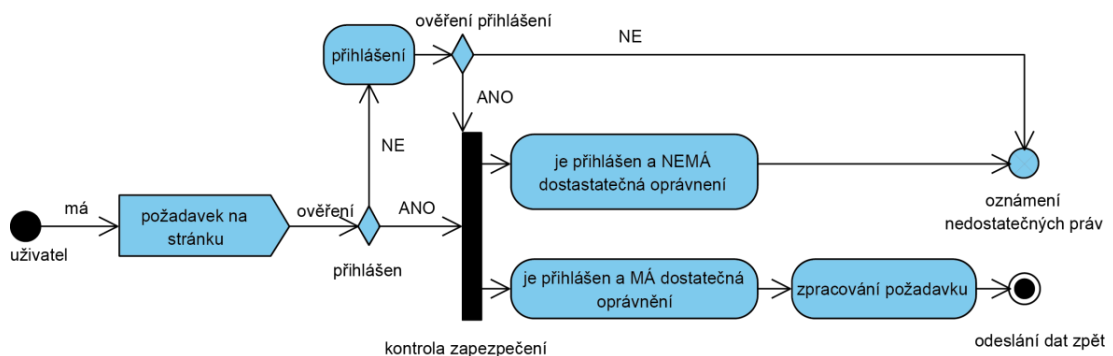 ověření přihlášení
NE
přihlášení
ANO
NE
je přihlášen a NEMÁ
dostastatečná oprávnení
oznámení
nedostatečných práv
má
požadavek na
stránku
ověření
ANO
uživatel
přihlášen
je přihlášen a MÁ dostatečná
oprávnění
zpracování požadavku
odeslání dat zpět
kontrola zapezpečení